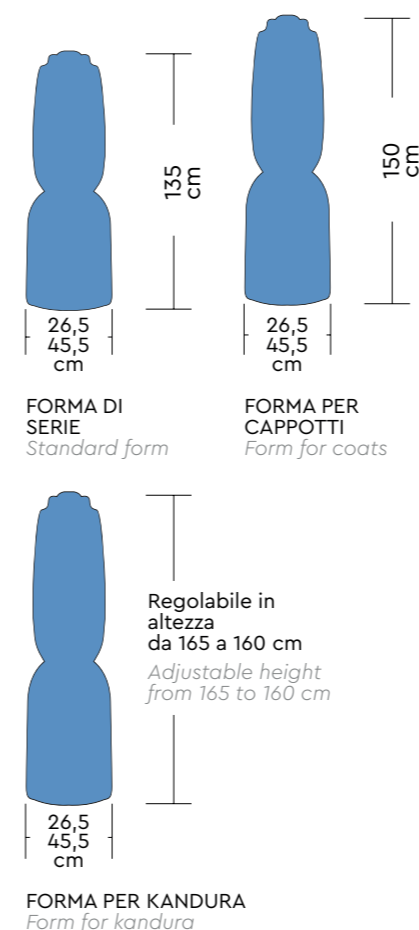 135
cm
26,5
45,5
cm
FORMA DI
SERIE
Standard form
150
cm
26,5
45,5
cm
FORMA PER
CAPPOTTI
Form for coats
Regolabile in
altezza
da 165 a 160 cm
Adjustable height
from 165 to 160 cm
26,5
45,5
cm
FORMA PER KANDURA
Form for kandura